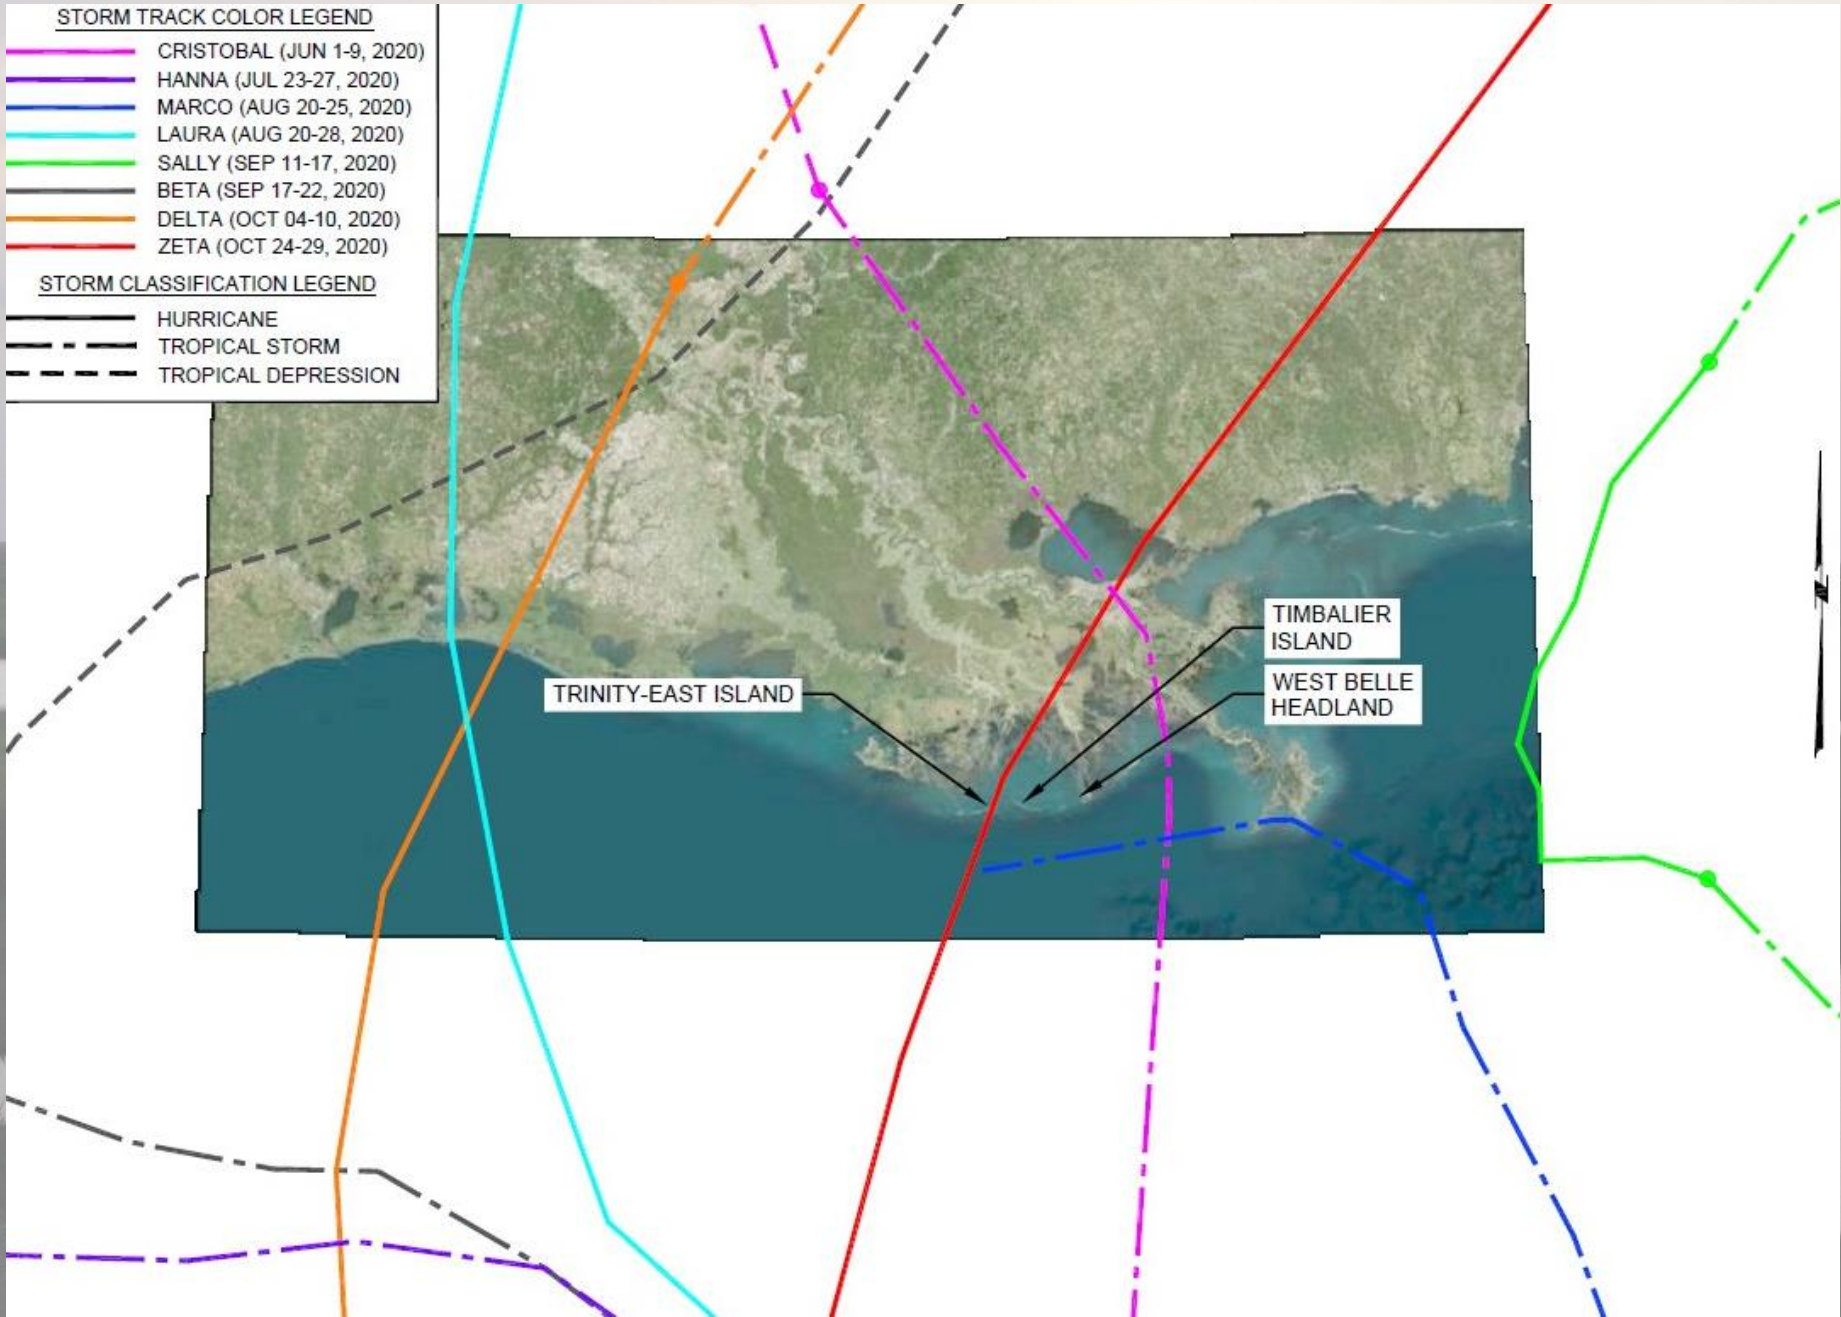 STORM TRACK COLOR LEGEND
CRISTOBAL (JUN 1-9, 2020)
HANNA (JUL 23-27, 2020)
MARCO (AUG 20-25, 2020)
LAURA (AUG 20-28, 2020)
SALLY (SEP 11-17, 2020)
BETA (SEP 17-22, 2020)
DELTA (OCT 04-10, 2020)
ZETA (OCT 24-29, 2020)
STORM CLASSIFICATION LEGEND
HURRICANE
TROPICAL STORM
TROPICAL DEPRESSION
TIMBALIER
ISLAND
TRINITY-EAST ISLAND
WEST BELLE
HEADLAND
N